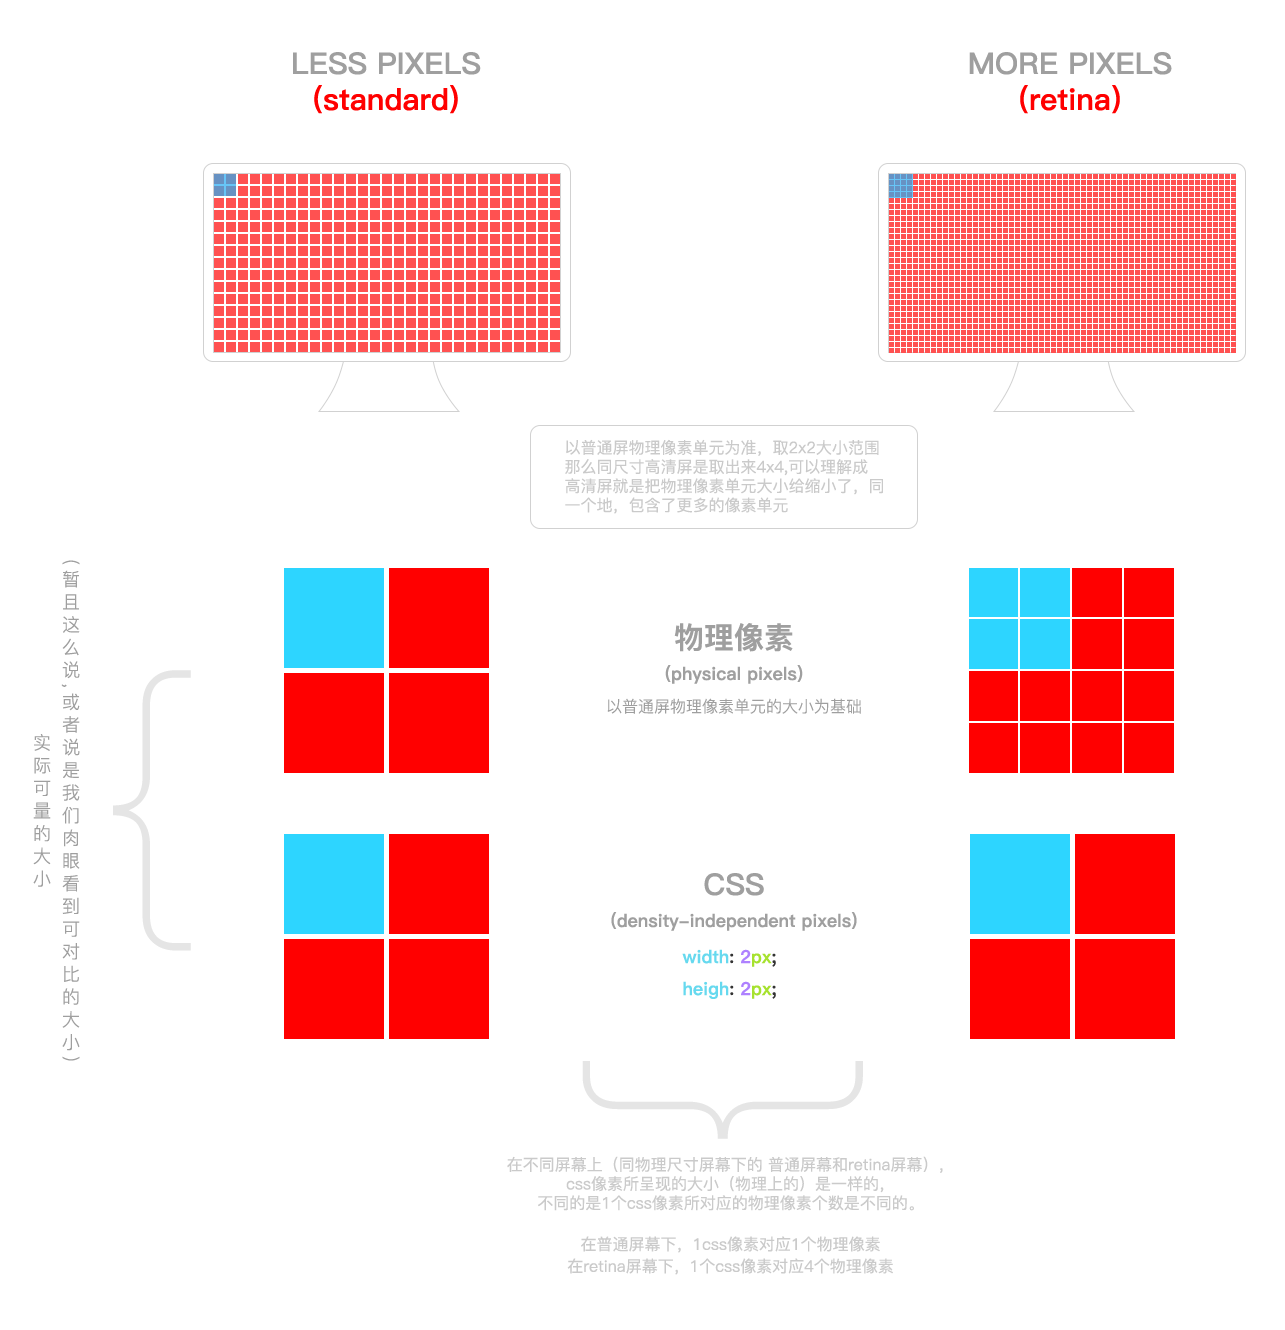 LESS PIXELS
(standard)
MORE PIXELS
(retina)
以普通屏物理像素单元为准，取2x2大小范围
那么同尺寸高清屏是取出来4x4,可以理解成
高清屏就是把物理像素单元大小给缩小了，同
一个地，包含了更多的像素单元
实际可量的大小
（暂且这么说，或者说是我们肉眼看到可对比的大小）
物理像素
(physical pixels)
以普通屏物理像素单元的大小为基础
CSS
(density-independent pixels)
width: 2px;
heigh: 2px;
在不同屏幕上（同物理尺寸屏幕下的 普通屏幕和retina屏幕），
css像素所呈现的大小（物理上的）是一样的，
不同的是1个css像素所对应的物理像素个数是不同的。
在普通屏幕下，1css像素对应1个物理像素
在retina屏幕下，1个css像素对应4个物理像素